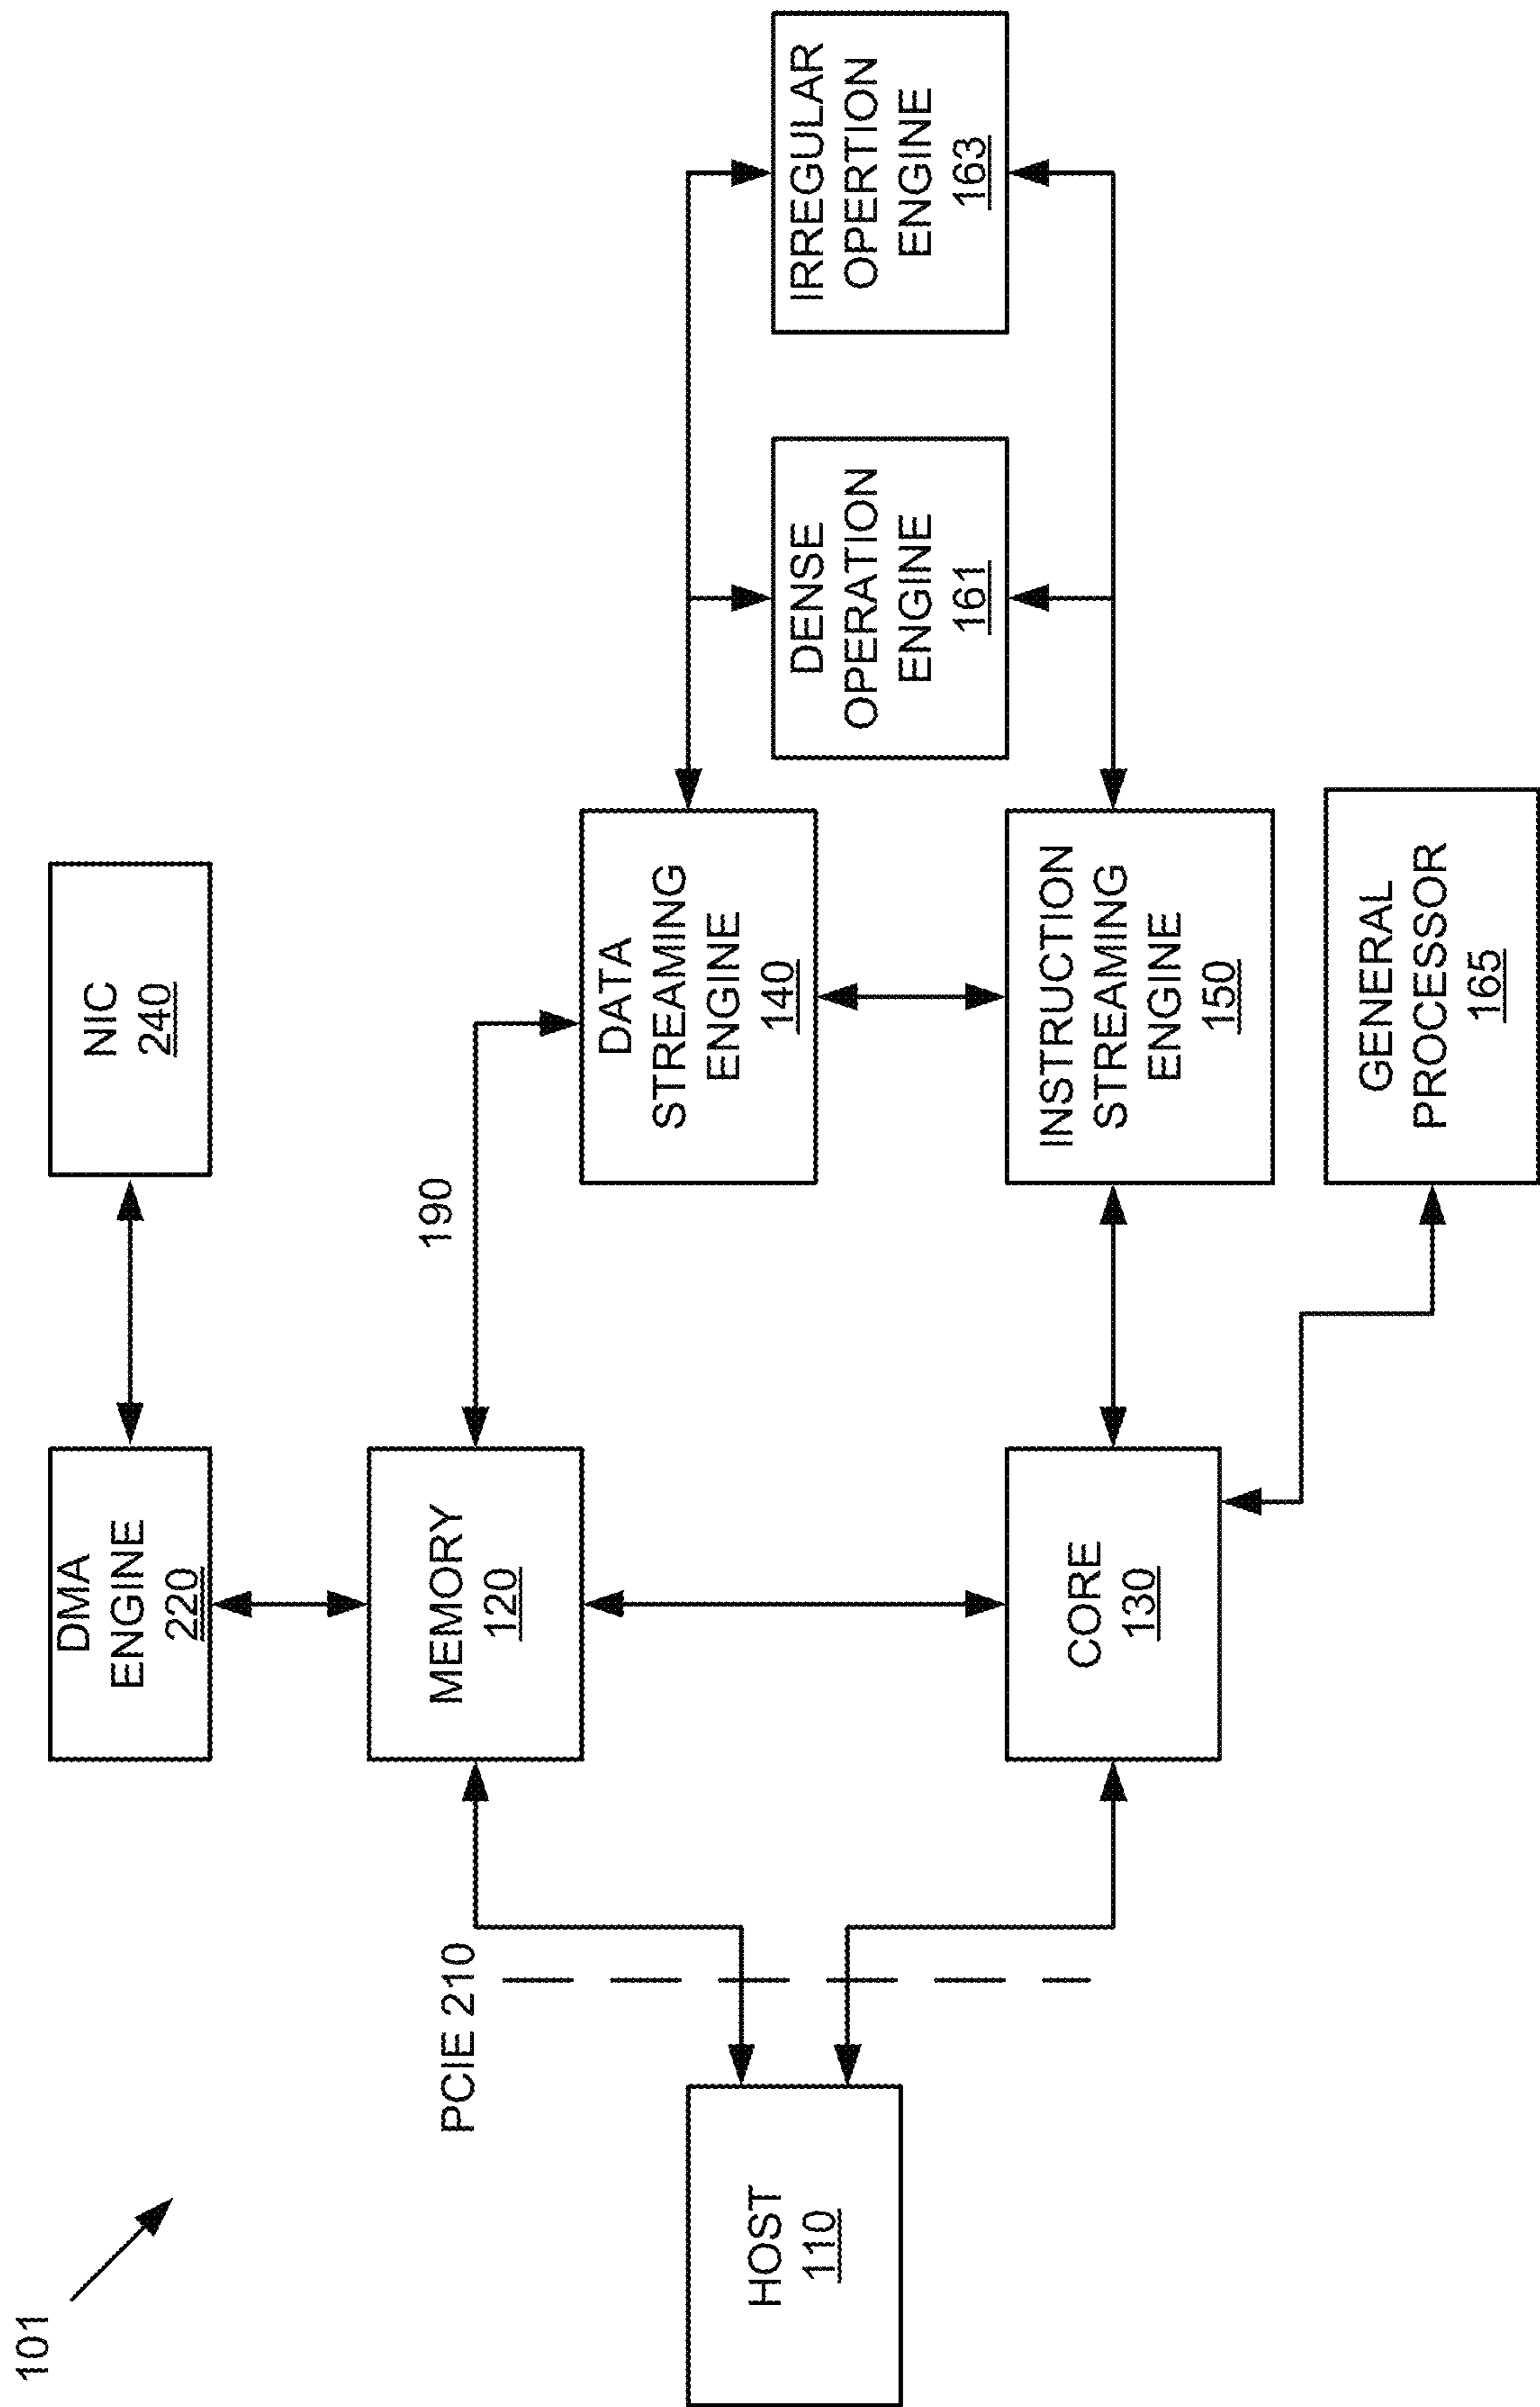 101
HOST
110
PCIE 210
DMA
ENGINE
220
MEMORY
120
CORE
130
190
NIC
240
DATA
STREAMING
ENGINE
140
INSTRUCTION
STREAMING
ENGINE
150
GENERAL
PROCESSOR
165
DENSE
OPERATION
ENGINE
161
IRREGULAR
OPERTION
ENGINE
163